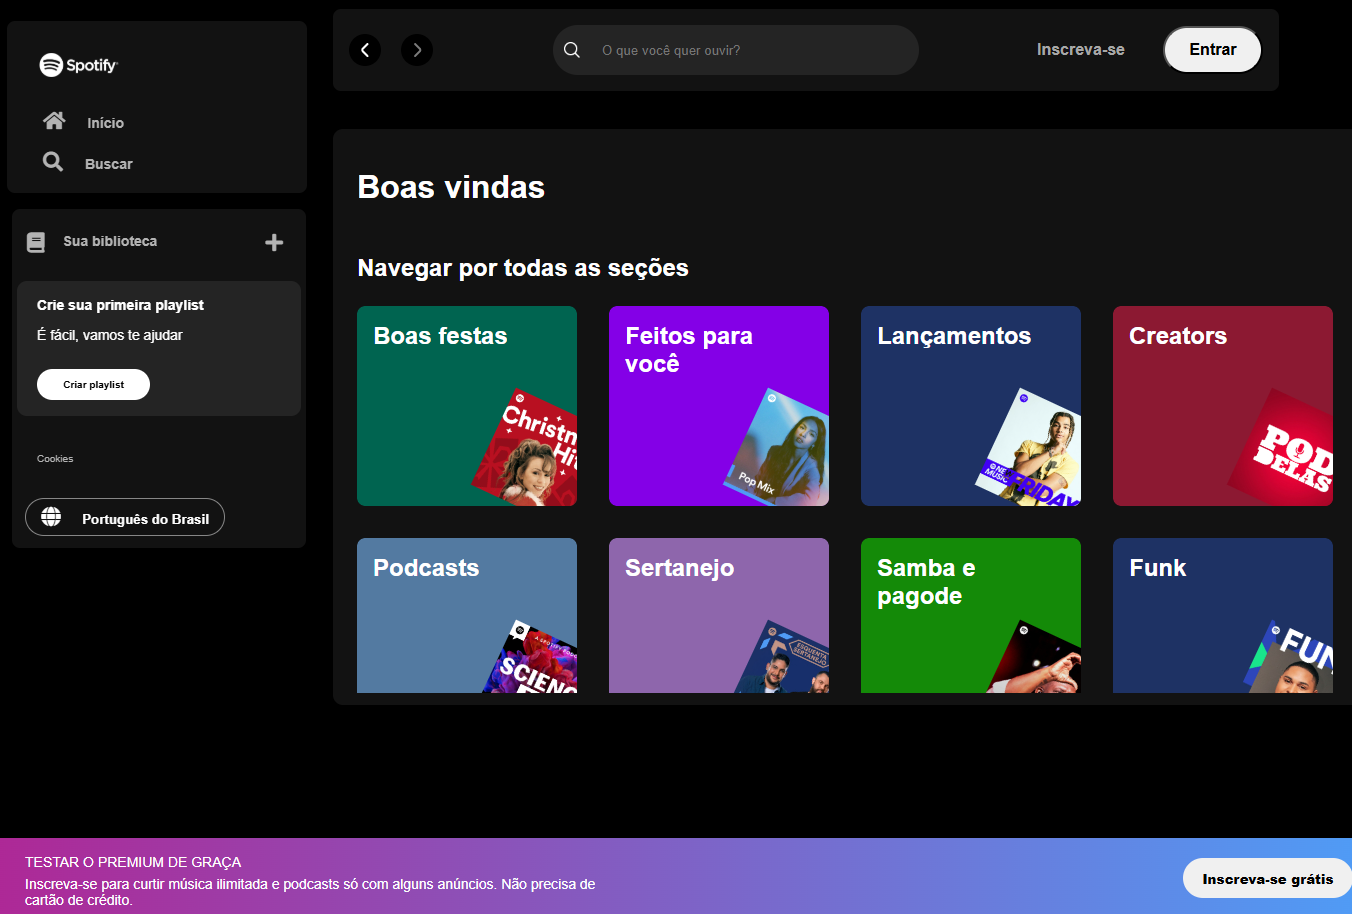 Spotify
Início
Buscar
Sua biblioteca
Crie sua primeira playlist
É fácil, vamos te ajudar
Criar playlist
Cookies
Português do Brasil
O que você quer ouvir?
Inscreva-se
Entrar
Boas vindas
Navegar por todas as seções
Boas festas
Christm
Hit
Feitos para
você
Pop Mix
Lançamentos
NE
MUSIC
FRIDAY
Creators
POD
DELAS
Podcasts
SCIENC
Sertanejo
ESQUENTA
SERTANEJO
Samba e
pagode
Funk
FUN
TESTAR O PREMIUM DE GRAÇA
Inscreva-se para curtir música ilimitada e podcasts só com alguns anúncios. Não precisa de
cartão de crédito.
Inscreva-se grátis